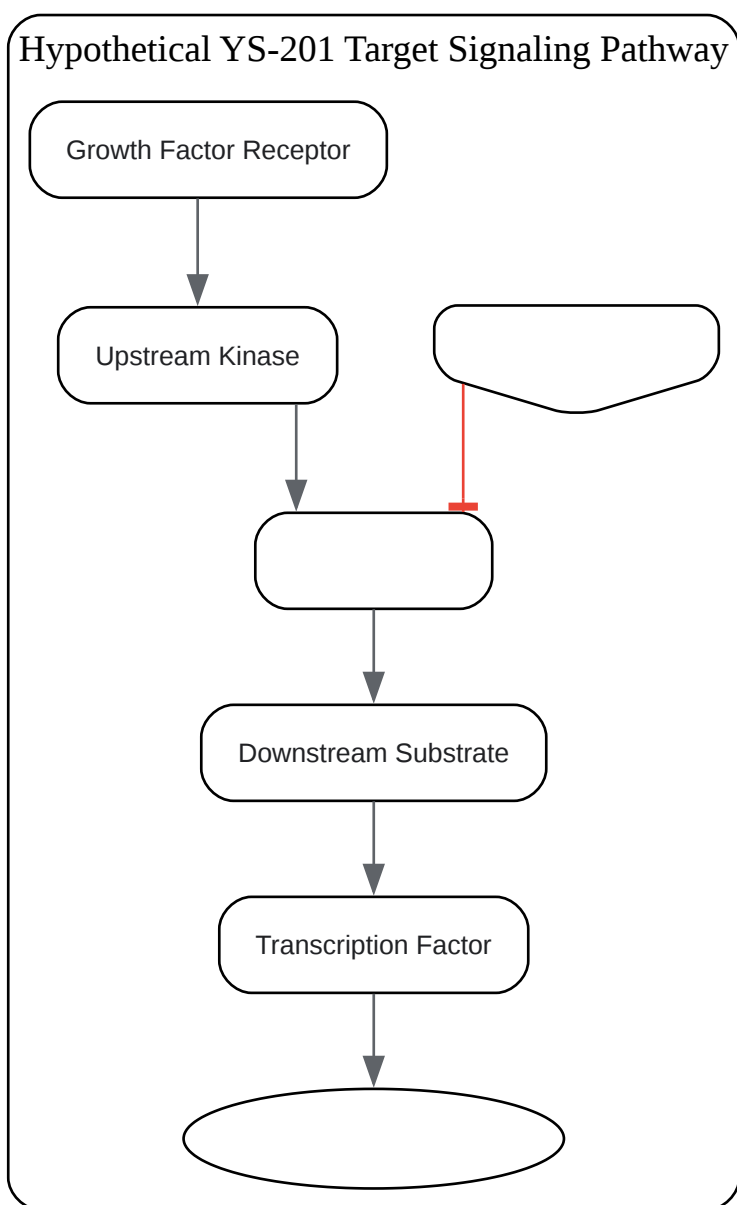 Hypothetical YS-201 Target Signaling Pathway
Growth Factor Receptor
Upstream Kinase
Downstream Substrate
Transcription Factor